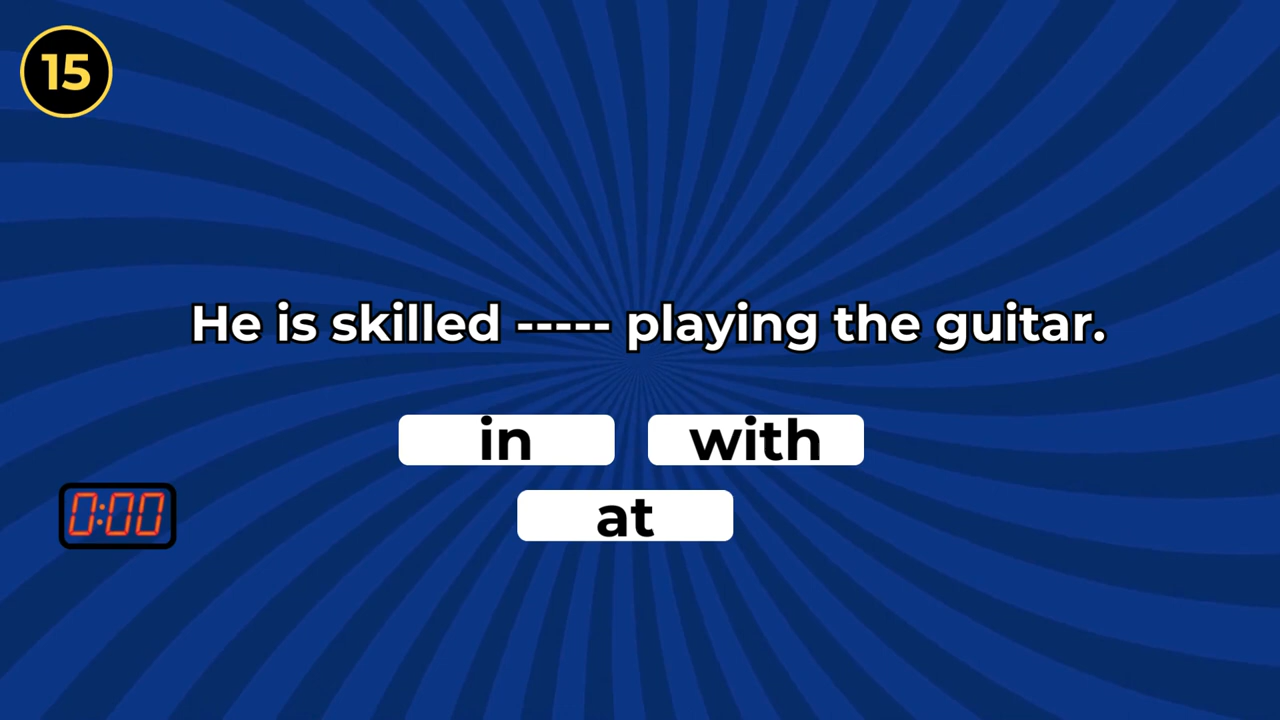 15
He is skilled ----- playing the guitar.
in
with
at
0:00